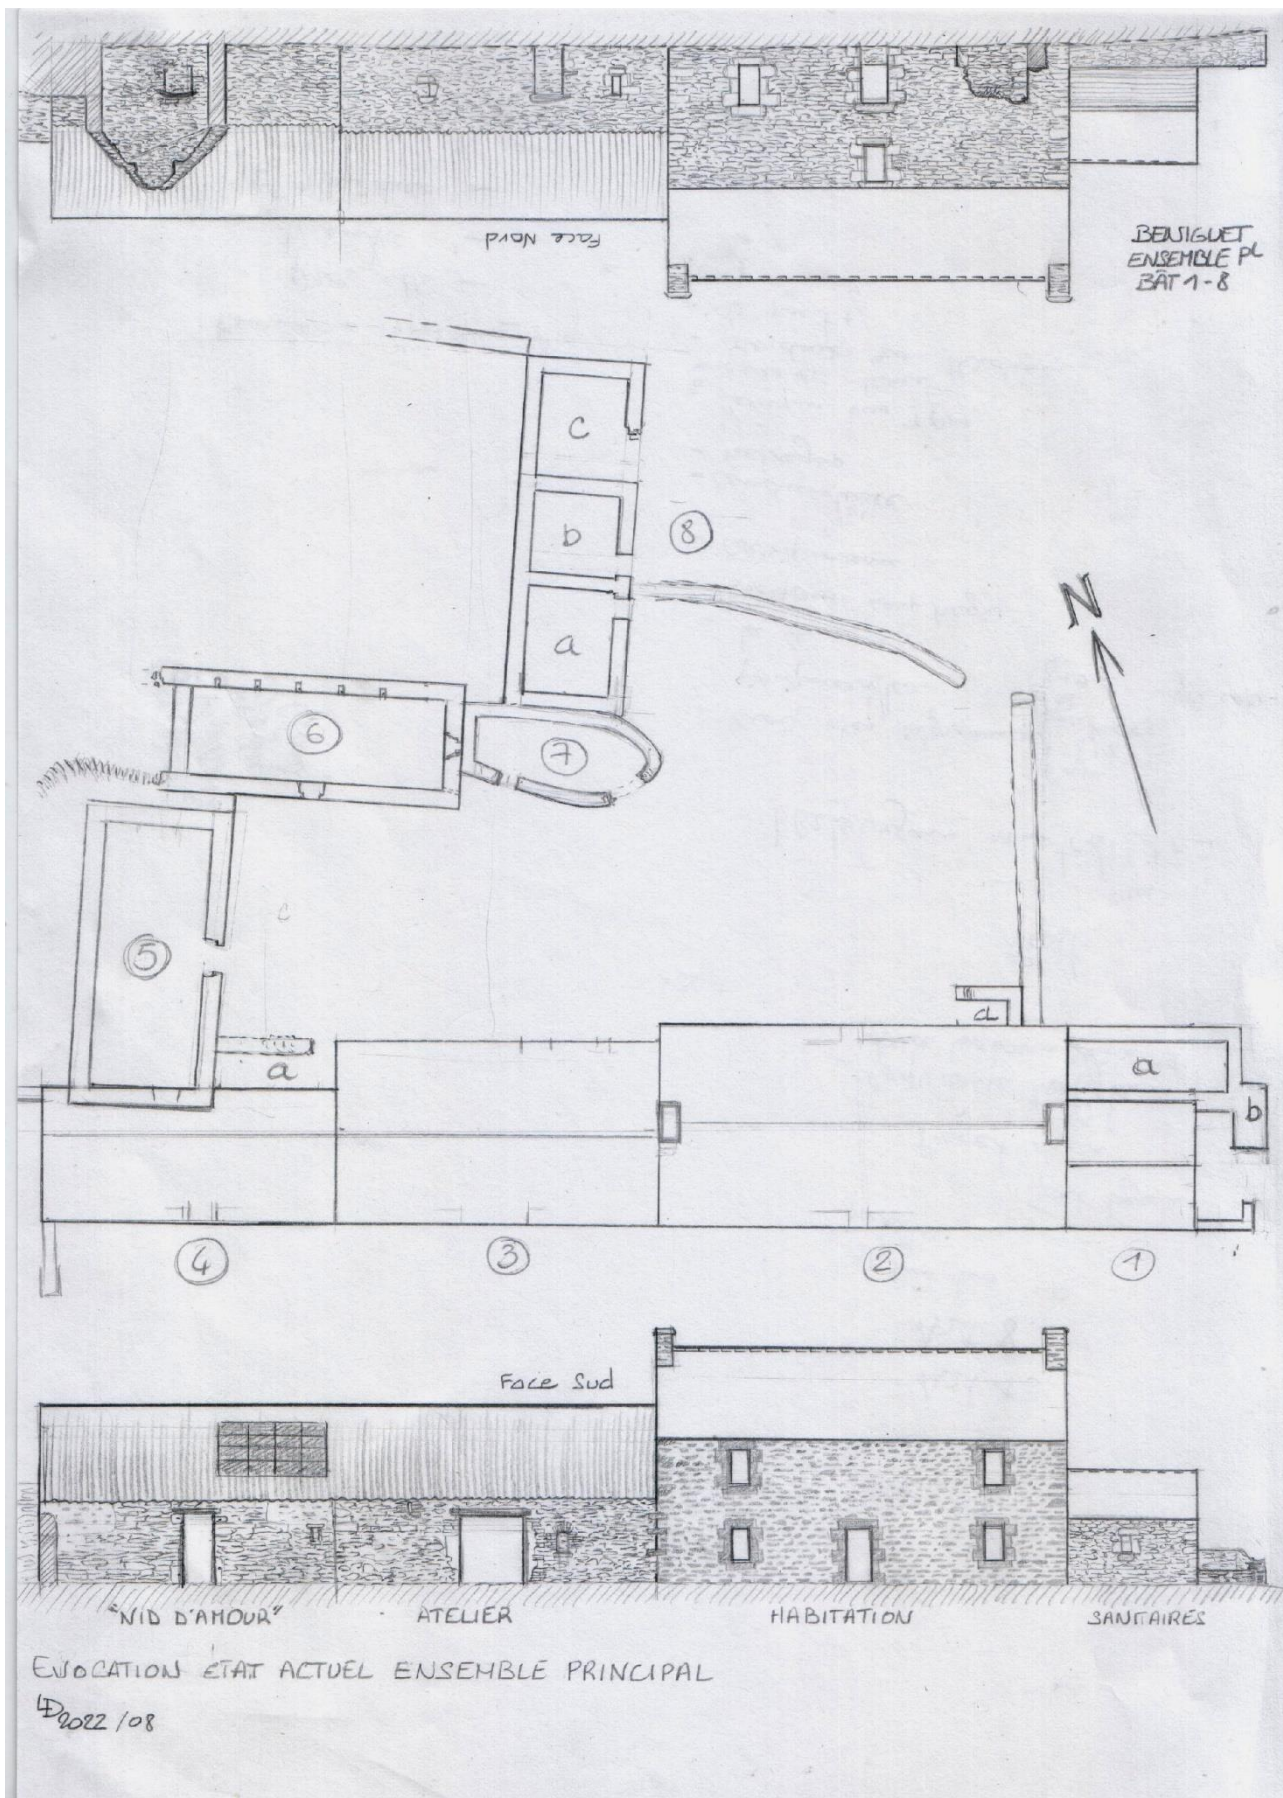 Face Nord
BENIGUET
ENSEMBLE PL
BÂT 1-8
C
b
8
a
N
6
7
5
a
d
a
b
4
3
2
1
Face Sud
"NID D'AMOUR"
ATELIER
HABITATION
SANITAIRES
EVOCATION ÉTAT ACTUEL ENSEMBLE PRINCIPAL
2022/08